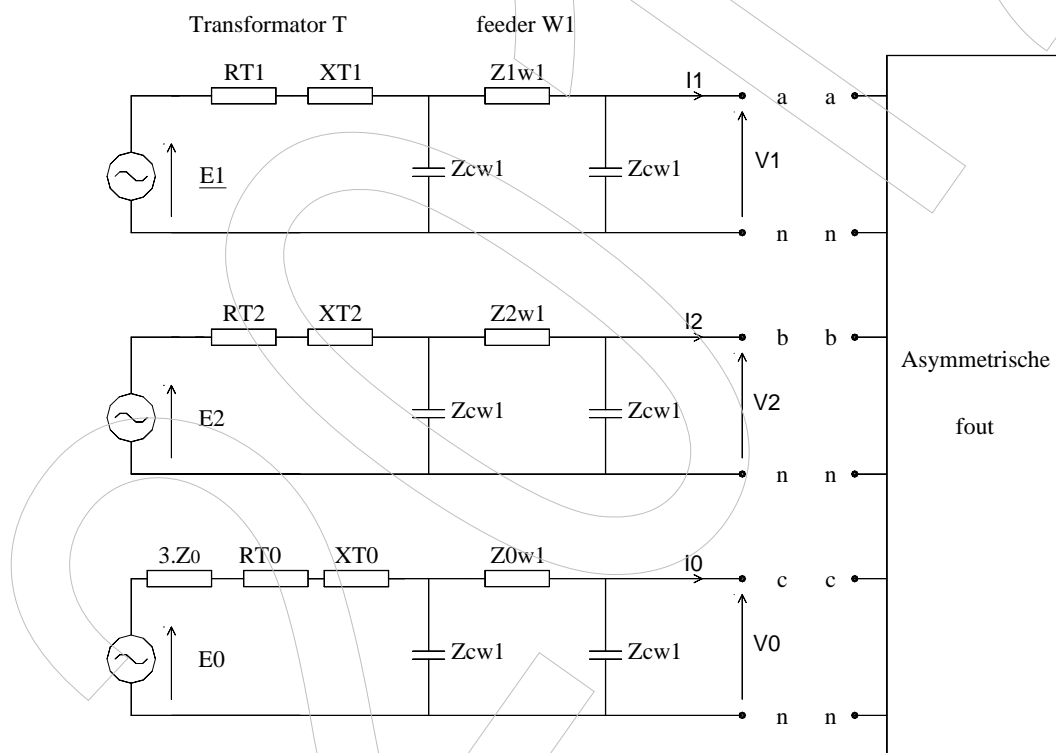 Transformator T feeder W1
RT1 XT1 Z1w1 I1
a a
E1 Zcw1 Zcw1 V1
n n
RT2 XT2 Z2w1 I2
b b
Asymmetrische
E2 Zcw1 Zcw1 V2
fout
n n
3.Z0 RT0 XT0 Z0w1 I0
c c
E0 Zcw1 Zcw1 V0
n n